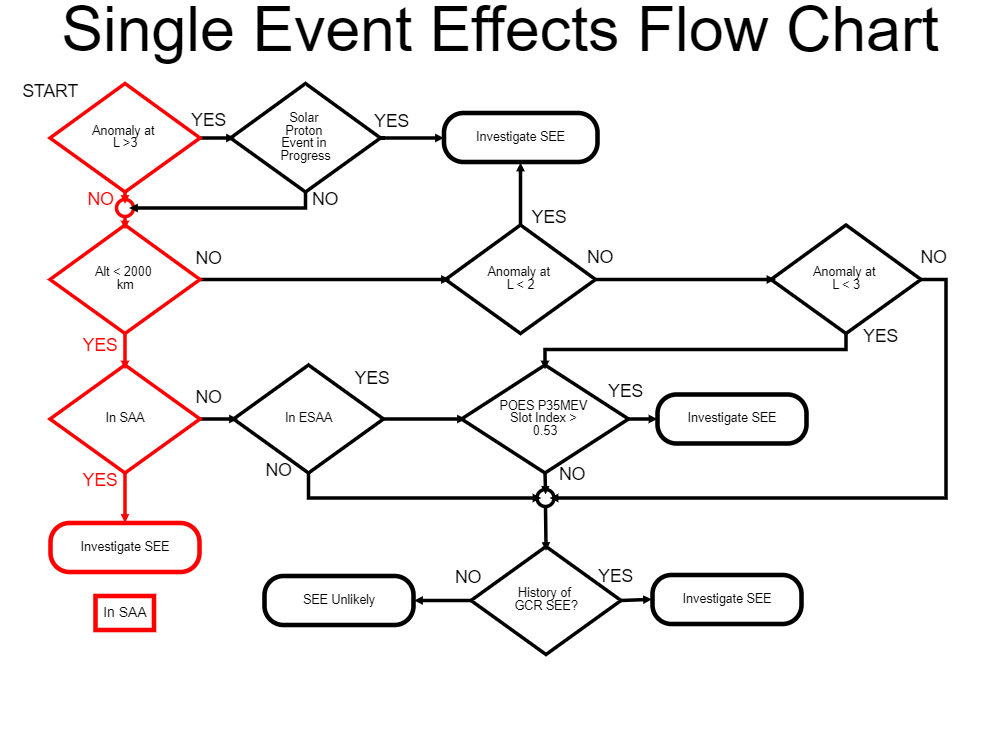 Single Event Effects Flow Chart
START
Anomaly at
L >3
YES
Solar
Proton
Event in
Progress
YES
Investigate SEE
NO
NO
YES
Alt < 2000
km
NO
Anomaly at
L < 2
NO
Anomaly at
L < 3
NO
YES
YES
In SAA
NO
In ESAA
YES
POES P35MEV
Slot Index >
0.53
YES
Investigate SEE
YES
NO
NO
Investigate SEE
In SAA
SEE Unlikely
NO
History of
GCR SEE?
YES
Investigate SEE